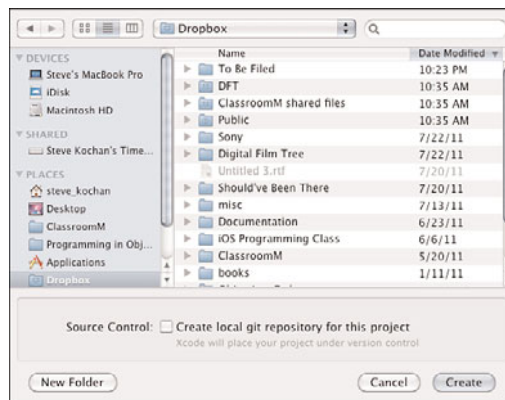 Dropbox
DEVICES
Steve's MacBook Pro
iDisk
Macintosh HD
SHARED
Steve Kochan's Time...
PLACES
steve_kochan
Desktop
ClassroomM
Programming in Obj...
Applications
Dropbox
Name Date Modified
To Be Filed 10:23 PM
DFT 10:35 AM
ClassroomM shared files 10:35 AM
Public 10:35 AM
Sony 7/22/11
Digital Film Tree 7/22/11
Untitled 3.rtf 7/20/11
Should've Been There 7/20/11
misc 7/13/11
Documentation 6/23/11
iOS Programming Class 6/6/11
ClassroomM 5/20/11
books 1/11/11
Source Control: Create local git repository for this project
Xcode will place your project under version control
New Folder Cancel Create